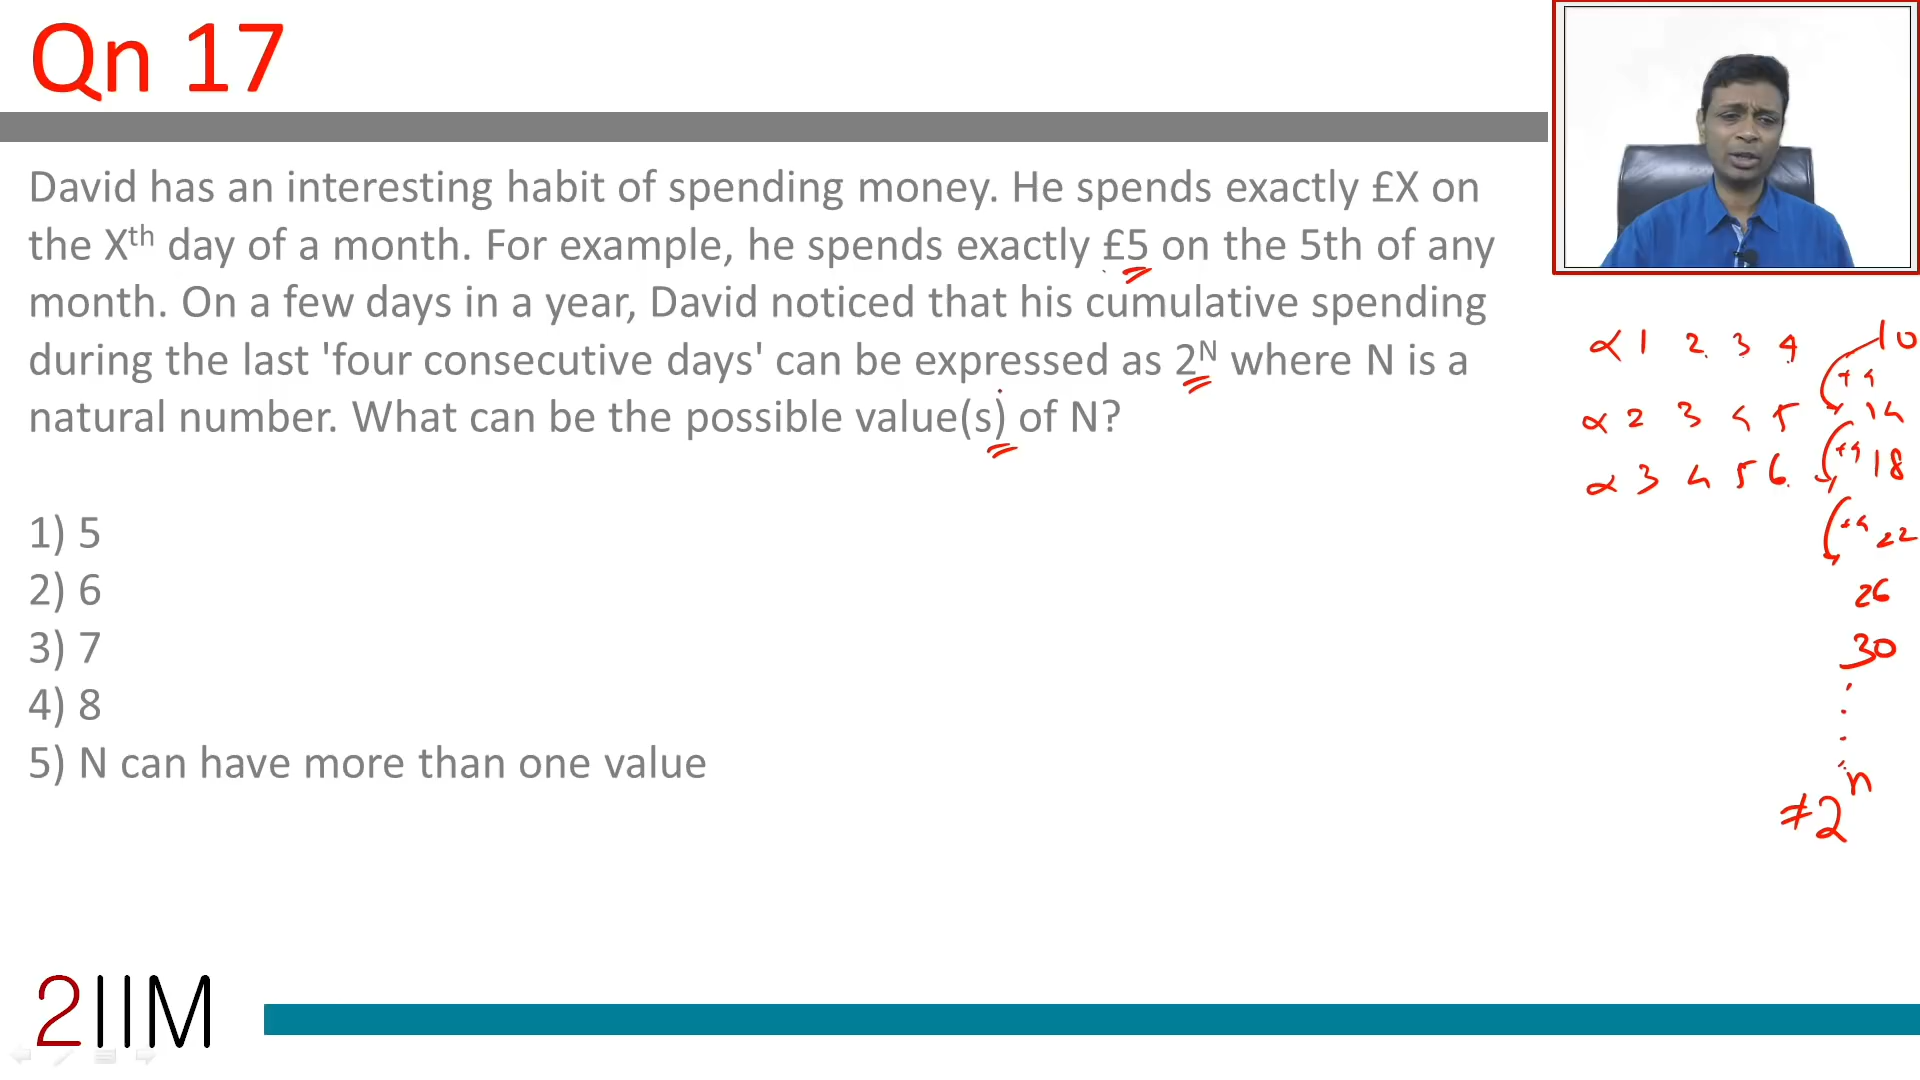 Qn 17
David has an interesting habit of spending money. He spends exactly £X on
the Xth day of a month. For example, he spends exactly £5 on the 5th of any
month. On a few days in a year, David noticed that his cumulative spending
during the last 'four consecutive days' can be expressed as 2^N where N is a
natural number. What can be the possible value(s) of N?
1) 5
2) 6
3) 7
4) 8
5) N can have more than one value
α 1 2 3 4 10
+4
α 2 3 4 5 14
+4
α 3 4 5 6 18
+4
22
26
30
≠2^n
2IIM